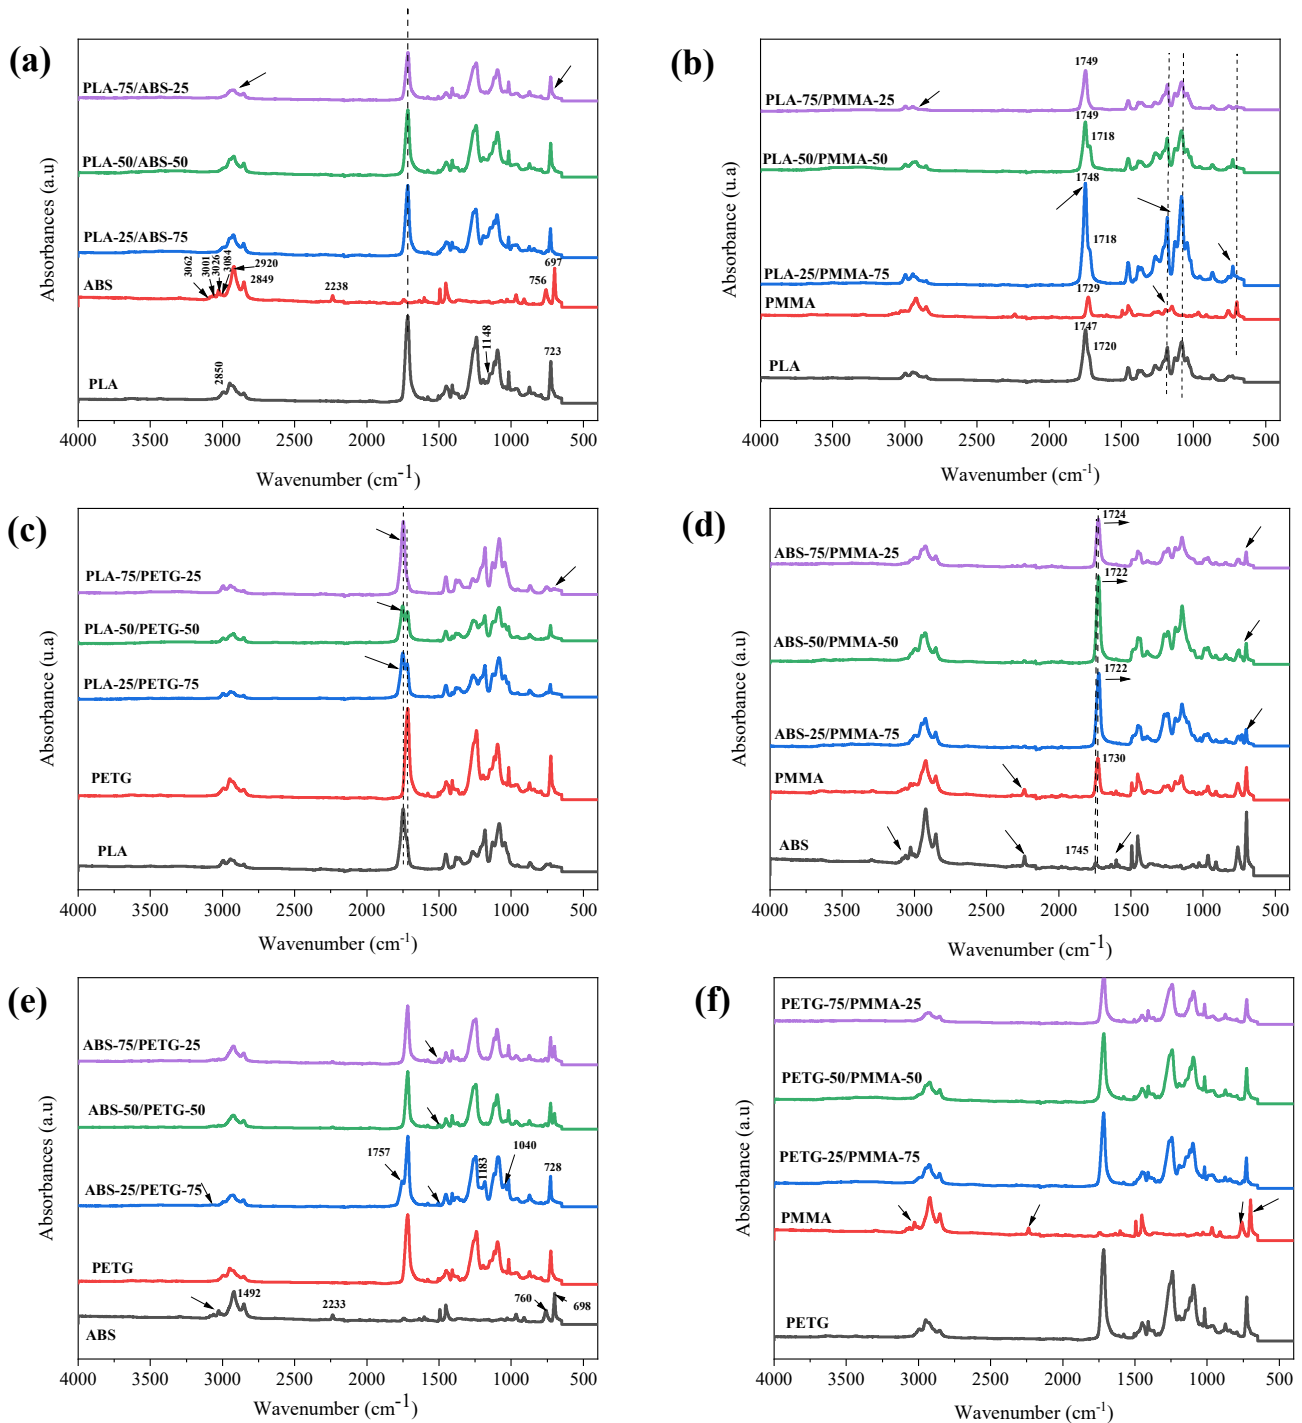 (a)
PLA-75/ABS-25
PLA-50/ABS-50
PLA-25/ABS-75
3062
3001
3026
3084
2920
2849
2238
756
697
ABS
2850
1148
723
PLA
4000 3500 3000 2500 2000 1500 1000 500
Wavenumber (cm-1)
Absorbances (a.u)
(b)
1749
PLA-75/PMMA-25
1749
1718
PLA-50/PMMA-50
1748
1718
PLA-25/PMMA-75
1729
PMMA
1747
1720
PLA
4000 3500 3000 2500 2000 1500 1000 500
Wavenumber (cm-1)
Absorbance (u.a)
(c)
PLA-75/PETG-25
PLA-50/PETG-50
PLA-25/PETG-75
PETG
PLA
4000 3500 3000 2500 2000 1500 1000 500
Wavenumber (cm-1)
Absorbance (u.a)
(d)
1724
ABS-75/PMMA-25
1722
ABS-50/PMMA-50
1722
ABS-25/PMMA-75
1730
PMMA
ABS
1745
4000 3500 3000 2500 2000 1500 1000 500
Wavenumber (cm-1)
Absorbance (a.u)
(e)
ABS-75/PETG-25
ABS-50/PETG-50
1757
1183
1040
728
ABS-25/PETG-75
PETG
1492
2233
760
698
ABS
4000 3500 3000 2500 2000 1500 1000 500
Wavenumber (cm-1)
Absorbances (a.u)
(f)
PETG-75/PMMA-25
PETG-50/PMMA-50
PETG-25/PMMA-75
PMMA
PETG
4000 3500 3000 2500 2000 1500 1000 500
Wavenumber (cm-1)
Absorbance (a.u)